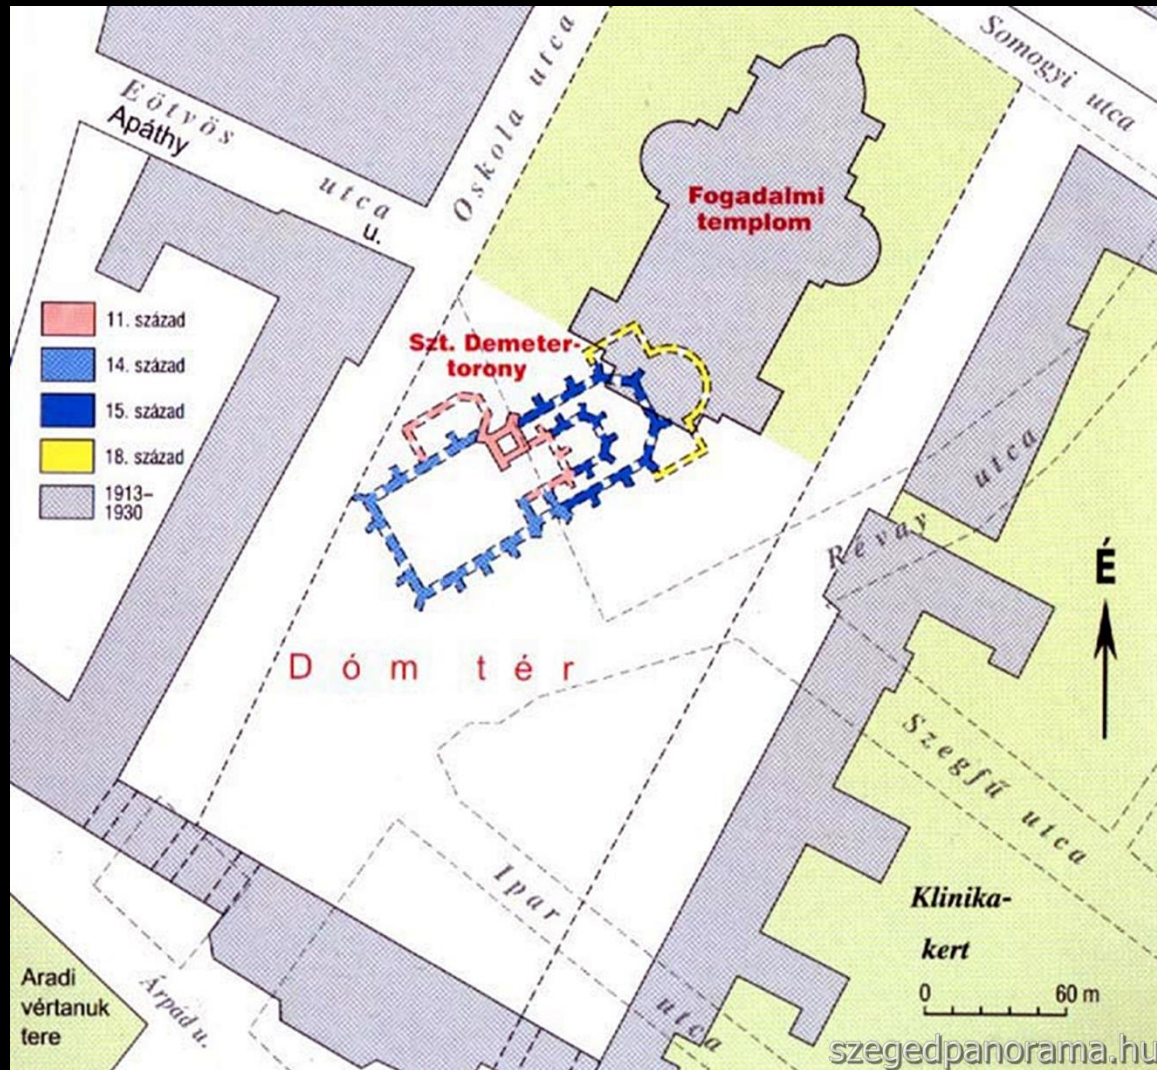 Somogyi utca
Oskola utca
Eötvös
Apáthy
utca
u.
Fogadalmi
templom
11. század
14. század
15. század
18. század
1913–
1930
Szt. Demeter-
torony
Révay utca
É
Dóm tér
Szegfű utca
Ipar
utca
Klinika-
kert
0 60 m
Aradi
vértanuk
tere
Árpád u.
szegedpanorama.hu